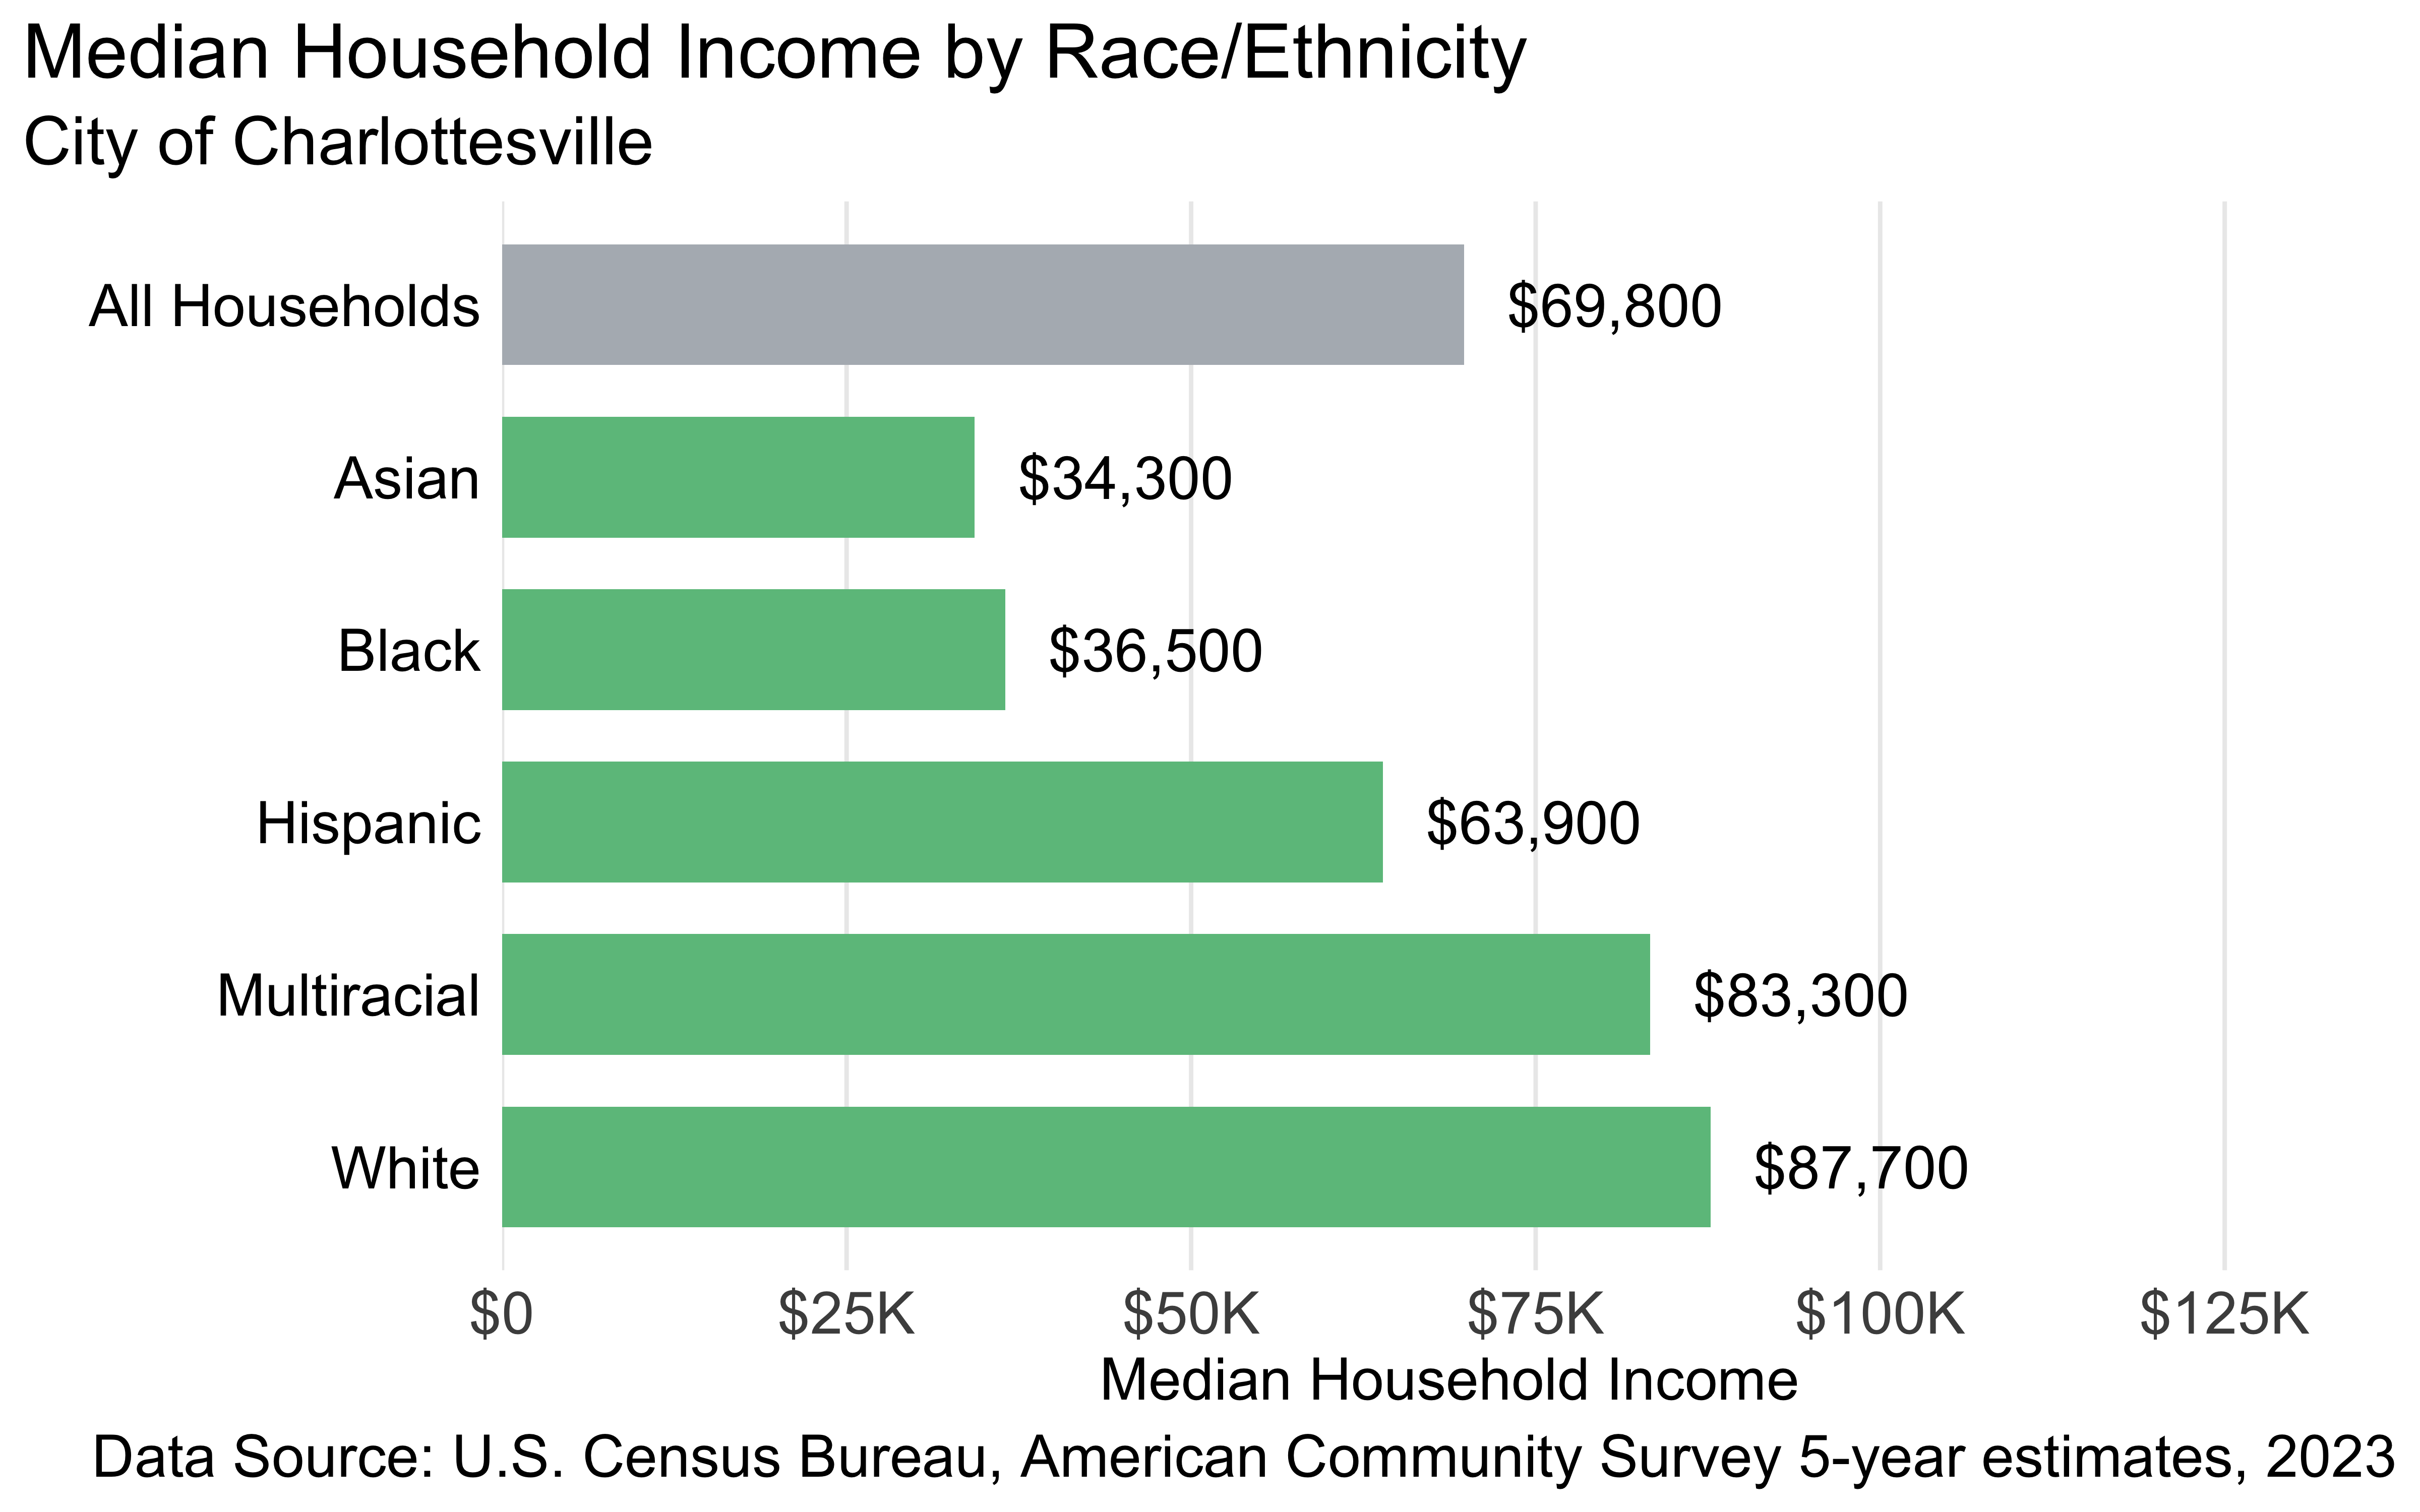 Median Household Income by Race/Ethnicity
City of Charlottesville
All Households $69,800
Asian $34,300
Black $36,500
Hispanic $63,900
Multiracial $83,300
White $87,700
$0 $25K $50K $75K $100K $125K
Median Household Income
Data Source: U.S. Census Bureau, American Community Survey 5-year estimates, 2023